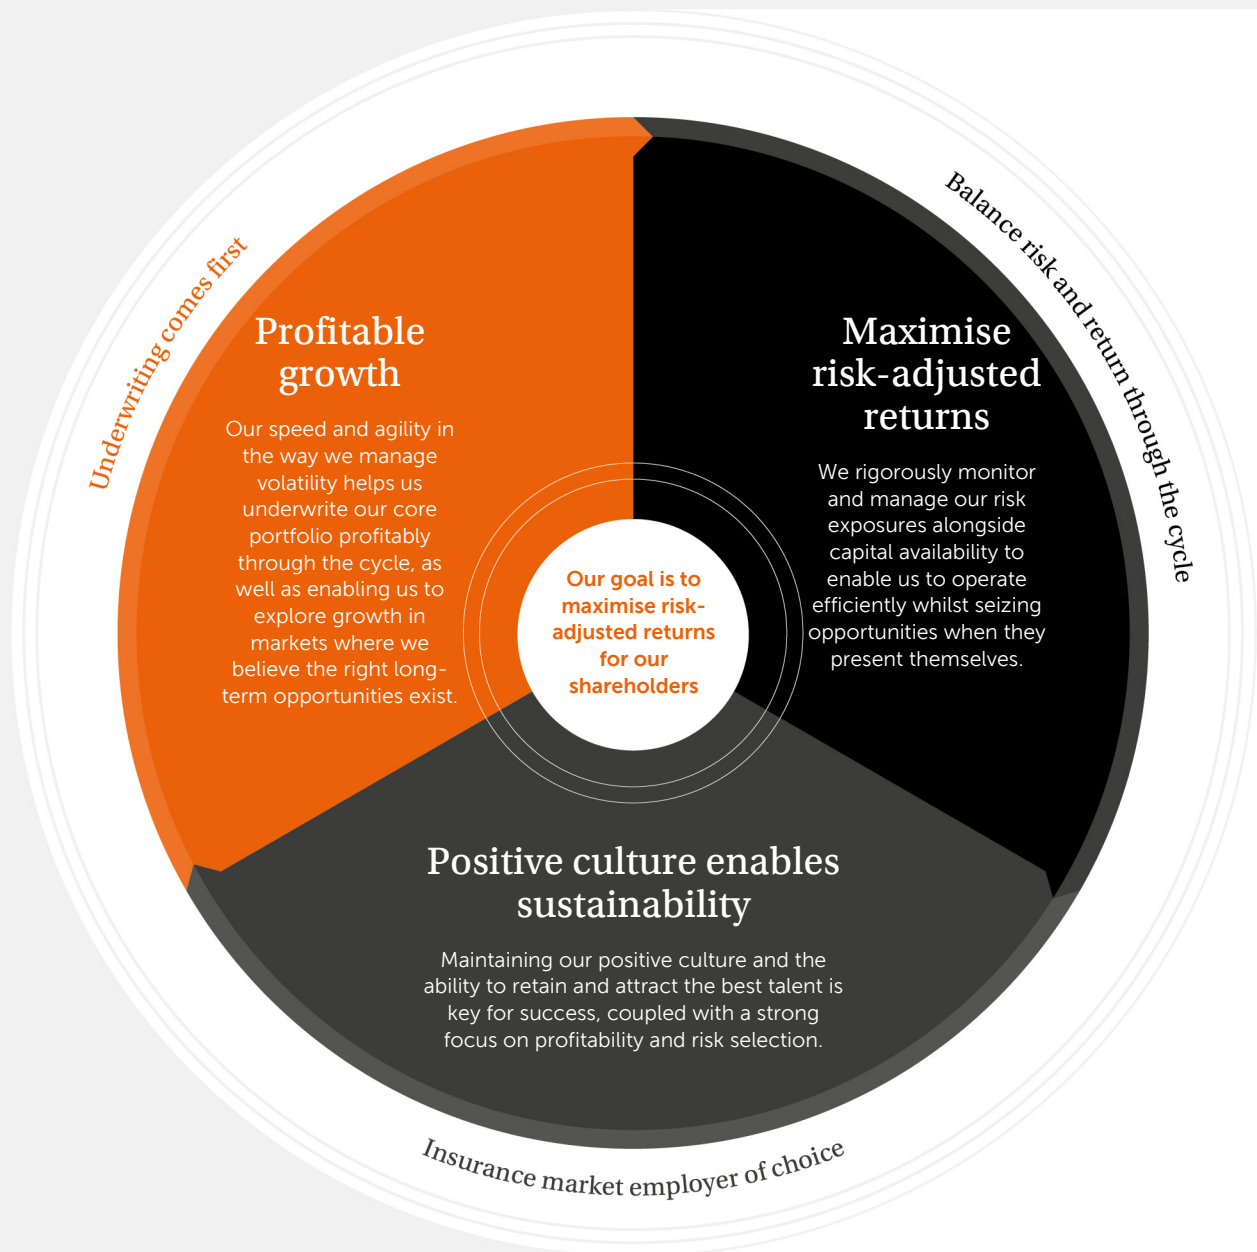 Underwriting comes first
Profitable
growth
Our speed and agility in
the way we manage
volatility helps us
underwrite our core
portfolio profitably
through the cycle, as
well as enabling us to
explore growth in
markets where we
believe the right long-
term opportunities exist.
Balance risk and return through the cycle
Maximise
risk-adjusted
returns
We rigorously monitor
and manage our risk
exposures alongside
capital availability to
enable us to operate
efficiently whilst seizing
opportunities when they
present themselves.
Our goal is to
maximise risk-
adjusted returns
for our
shareholders
Positive culture enables
sustainability
Maintaining our positive culture and the
ability to retain and attract the best talent is
key for success, coupled with a strong
focus on profitability and risk selection.
Insurance market employer of choice